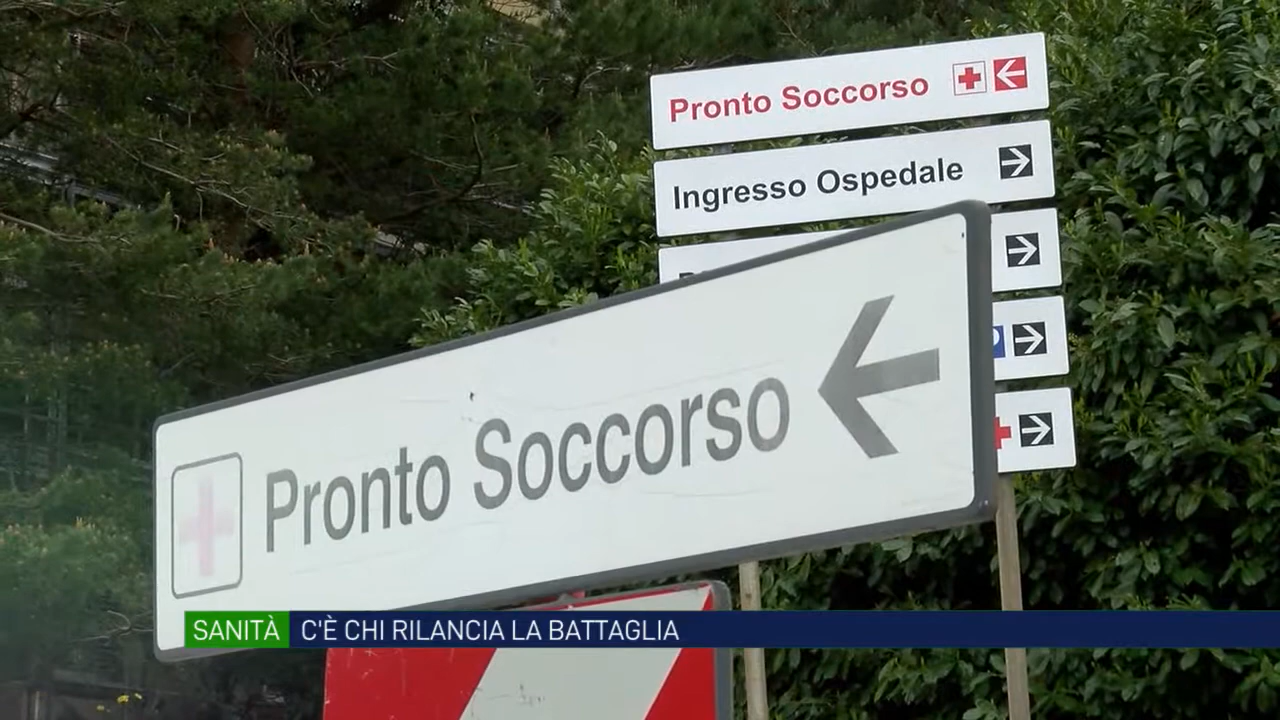 Pronto Soccorso
Ingresso Ospedale
Pronto Soccorso
SANITÀ C'È CHI RILANCIA LA BATTAGLIA